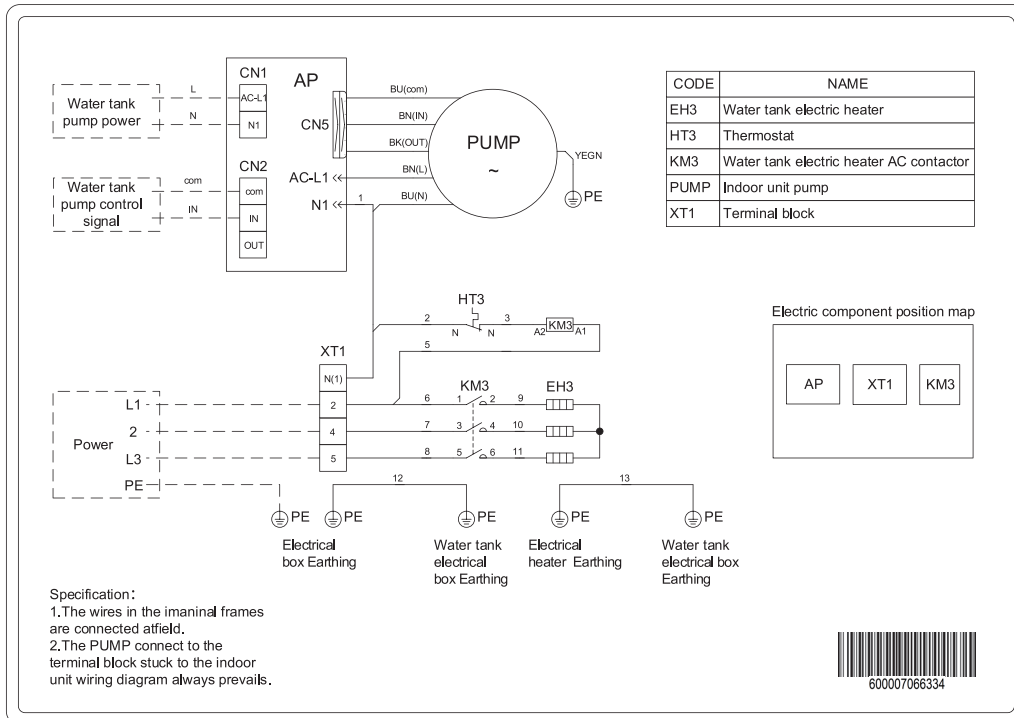 CN1
AP
L
AC-L1
Water tank
pump power
N
N1
CN5
BU(com)
BN(IN)
BK(OUT)
PUMP
~
YEGN
PE
CN2
AC-L1
BN(L)
Water tank
pump control
signal
com
com
IN
IN
OUT
N1
1
BU(N)
CODE NAME
EH3 Water tank electric heater
HT3 Thermostat
KM3 Water tank electric heater AC contactor
PUMP Indoor unit pump
XT1 Terminal block
HT3
2 N N 3 A2 KM3 A1
5
Electric component position map
AP XT1 KM3
XT1
N(1)
KM3 EH3
Power
L1 2 6 1 2 9
2 4 7 3 4 10
L3 5 8 5 6 11
PE
12 13
PE PE PE PE PE
Electrical
box Earthing
Water tank
electrical
box Earthing
Electrical
heater Earthing
Water tank
electrical box
Earthing
Specification:
1.The wires in the imaninal frames
are connected atfield.
2.The PUMP connect to the
terminal block stuck to the indoor
unit wiring diagram always prevails.
600007066334